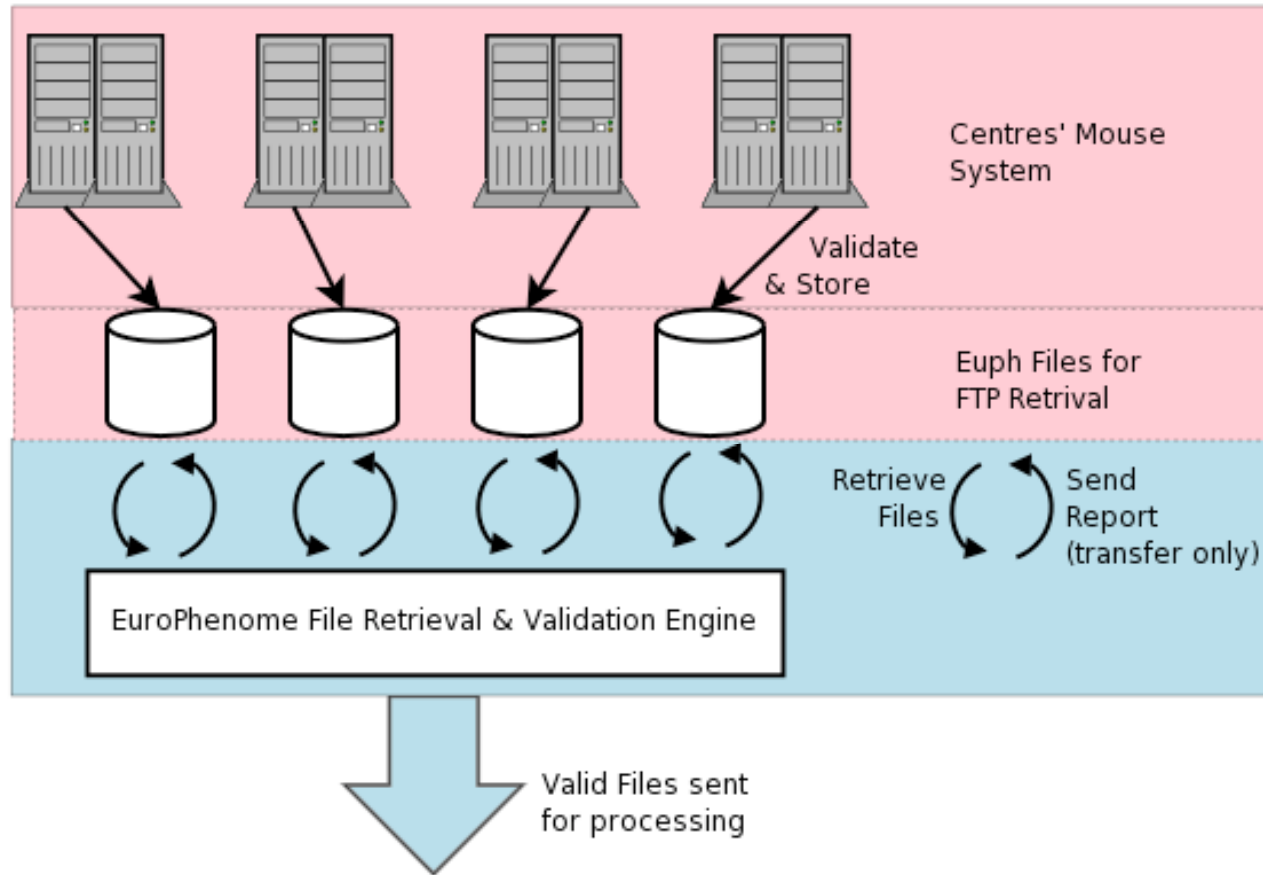 Centres' Mouse
System
Validate
& Store
Euph Files for
FTP Retrival
Retrieve
Files
Send
Report
(transfer only)
EuroPhenome File Retrieval & Validation Engine
Valid Files sent
for processing